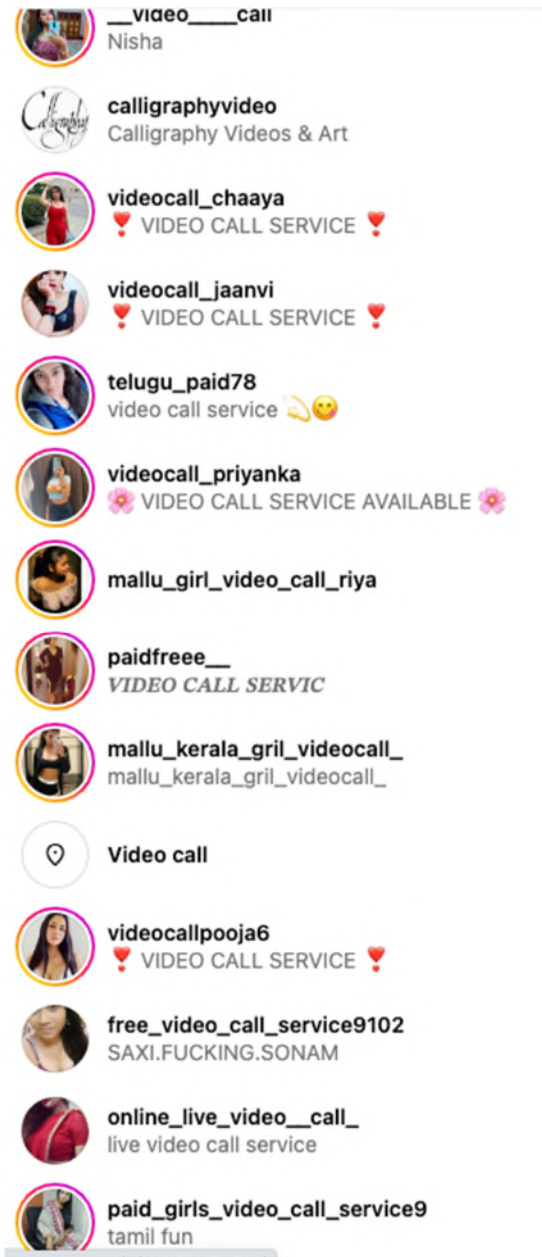 __video____call
Nisha
Calligraphy
calligraphyvideo
Calligraphy Videos & Art
videocall_chaaya
❣️ VIDEO CALL SERVICE ❣️
videocall_jaanvi
❣️ VIDEO CALL SERVICE ❣️
telugu_paid78
video call service 💫😋
videocall_priyanka
🌸 VIDEO CALL SERVICE AVAILABLE 🌸
mallu_girl_video_call_riya
paidfreee__
VIDEO CALL SERVIC
mallu_kerala_gril_videocall_
mallu_kerala_gril_videocall_
Video call
videocallpooja6
❣️ VIDEO CALL SERVICE ❣️
free_video_call_service9102
SAXI.FUCKING.SONAM
online_live_video__call_
live video call service
paid_girls_video_call_service9
tamil fun